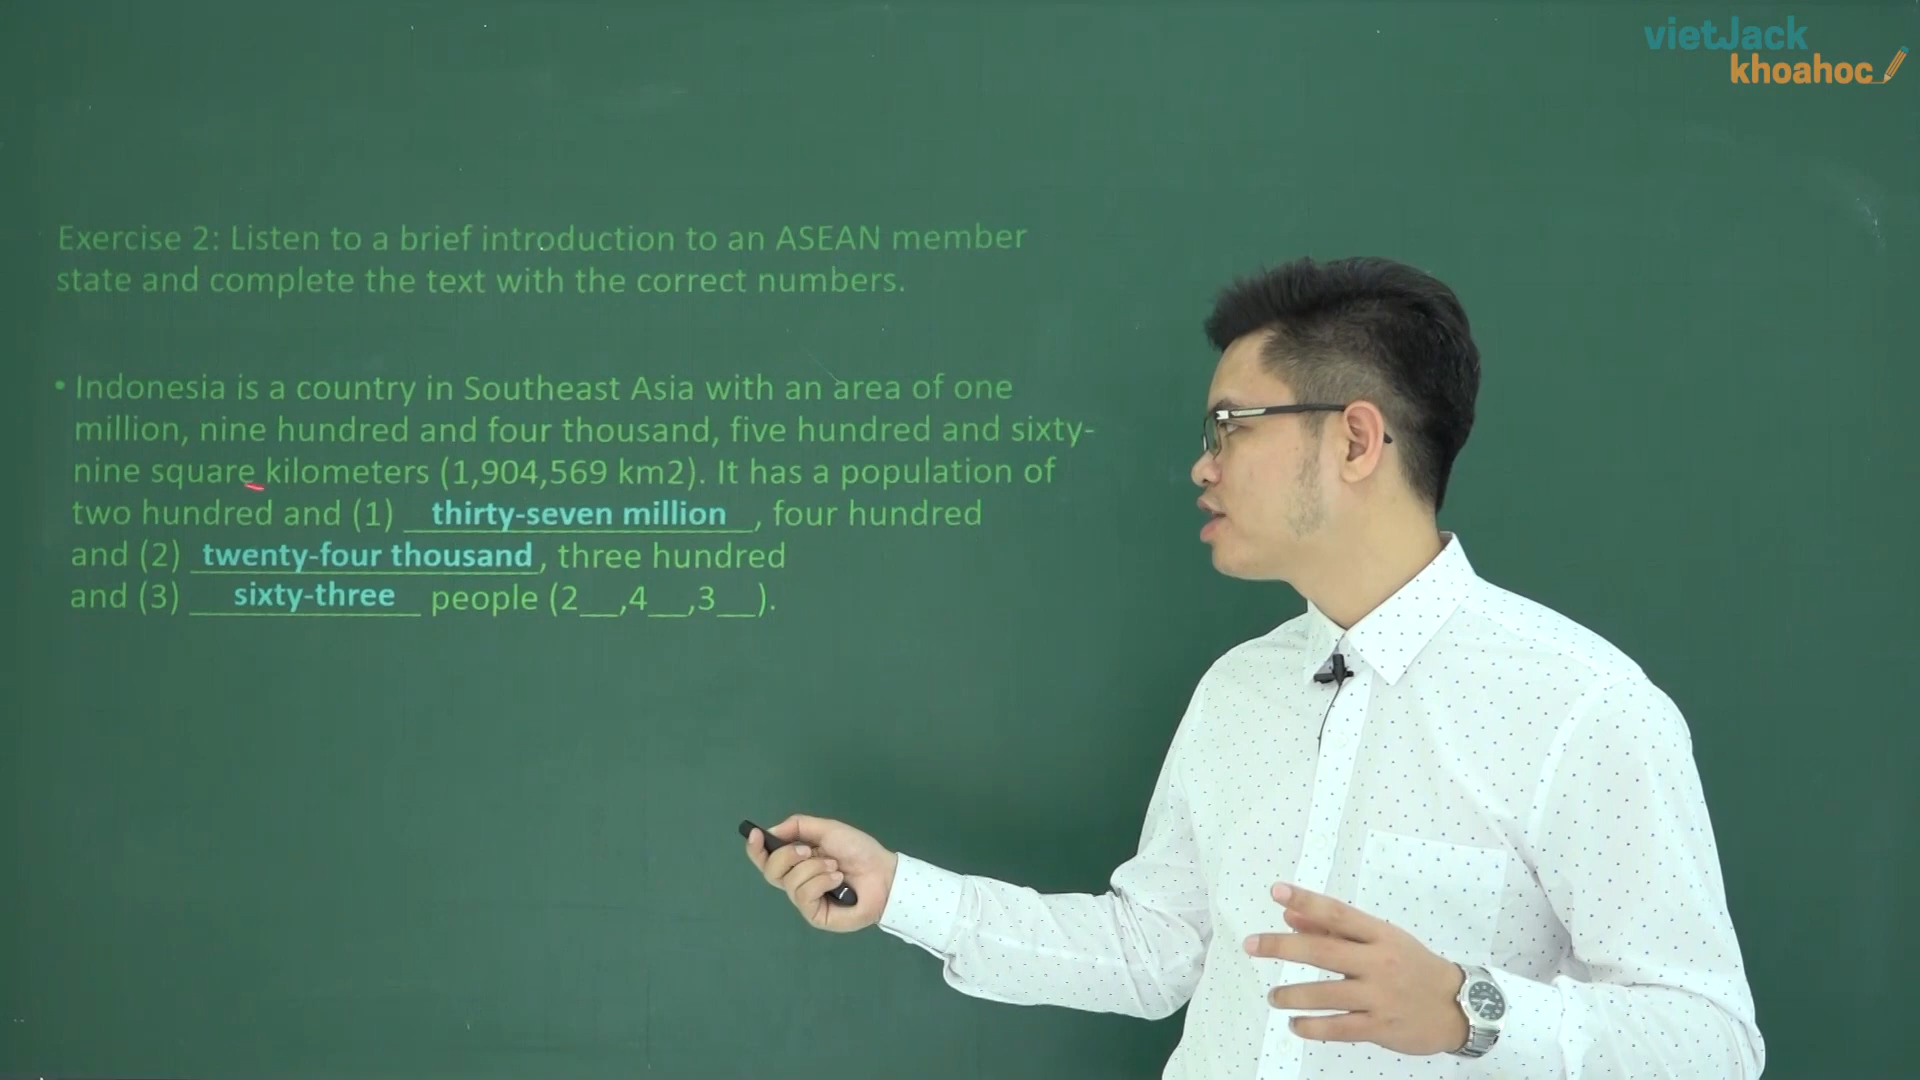 vietJack
khoahoc
Exercise 2: Listen to a brief introduction to an ASEAN member
state and complete the text with the correct numbers.
• Indonesia is a country in Southeast Asia with an area of one
million, nine hundred and four thousand, five hundred and sixty-
nine square kilometers (1,904,569 km2). It has a population of
two hundred and (1) thirty-seven million, four hundred
and (2) twenty-four thousand, three hundred
and (3) sixty-three people (2__,4__,3__).